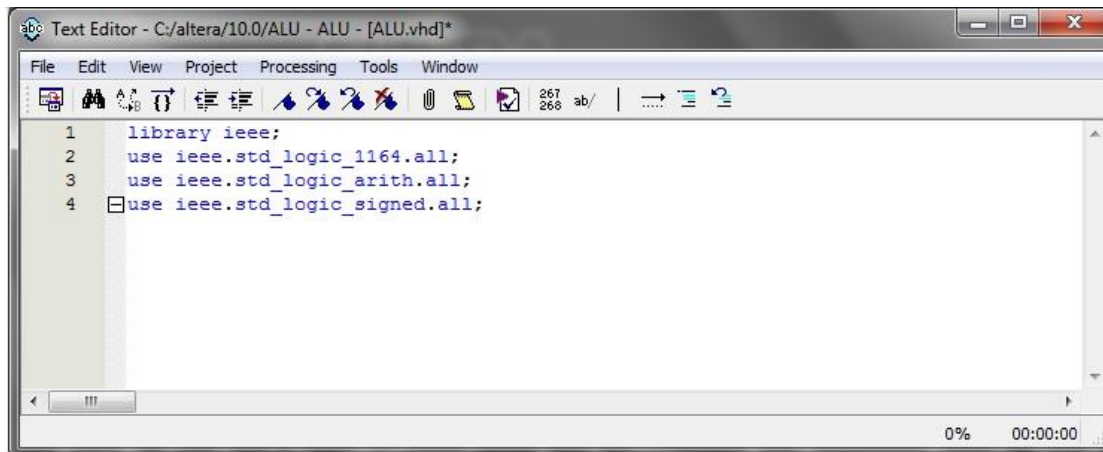 Text Editor - C:/altera/10.0/ALU - ALU - [ALU.vhd]*
File Edit View Project Processing Tools Window
abc
267
268 ab/
1 library ieee;
2 use ieee.std_logic_1164.all;
3 use ieee.std_logic_arith.all;
4 use ieee.std_logic_signed.all;
0% 00:00:00